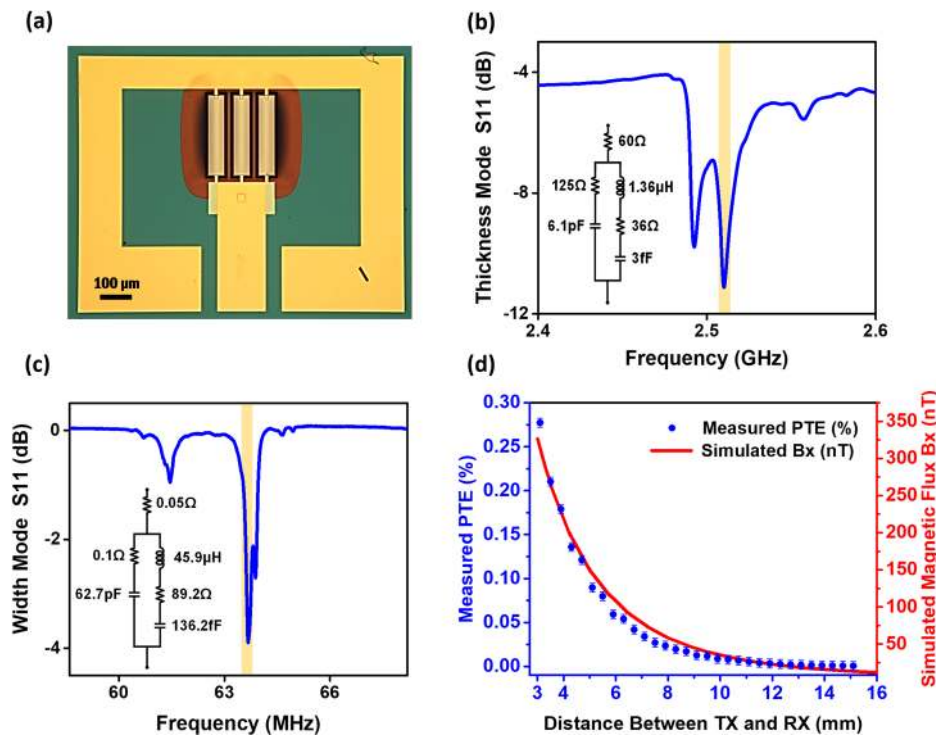 (a)
100 µm
(b)
Thickness Mode S11 (dB)
-4
-8
-12
60Ω
125Ω
1.36µH
6.1pF
36Ω
3fF
2.4
2.5
2.6
Frequency (GHz)
(c)
Width Mode S11 (dB)
0
-2
-4
0.05Ω
0.1Ω
45.9µH
62.7pF
89.2Ω
136.2fF
60
63
66
Frequency (MHz)
(d)
Measured PTE (%)
0.30
0.25
0.20
0.15
0.10
0.05
0.00
Measured PTE (%)
Simulated Bx (nT)
350
300
250
200
150
100
50
Simulated Magnetic Flux Bx (nT)
3 4 6 8 10 12 14 16
Distance Between TX and RX (mm)